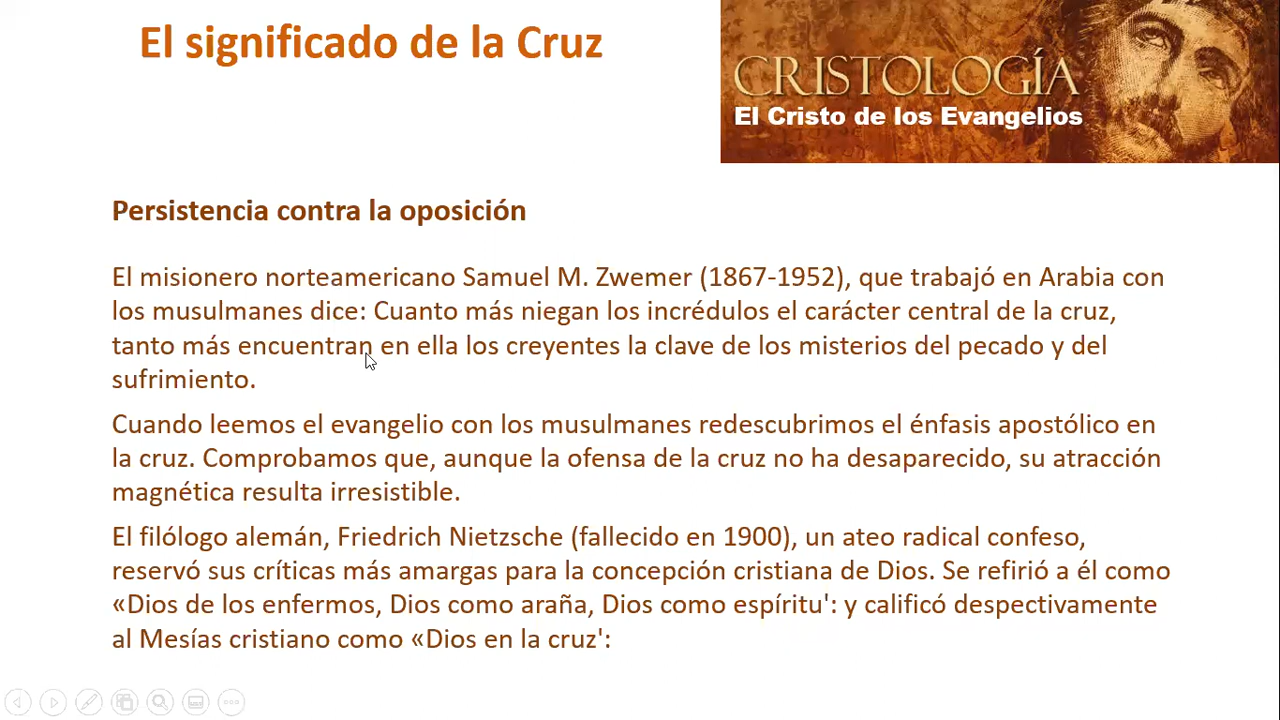 El significado de la Cruz
CRISTOLOGÍA
El Cristo de los Evangelios
Persistencia contra la oposición
El misionero norteamericano Samuel M. Zwemer (1867-1952), que trabajó en Arabia con
los musulmanes dice: Cuanto más niegan los incrédulos el carácter central de la cruz,
tanto más encuentran en ella los creyentes la clave de los misterios del pecado y del
sufrimiento.
Cuando leemos el evangelio con los musulmanes redescubrimos el énfasis apostólico en
la cruz. Comprobamos que, aunque la ofensa de la cruz no ha desaparecido, su atracción
magnética resulta irresistible.
El filólogo alemán, Friedrich Nietzsche (fallecido en 1900), un ateo radical confeso,
reservó sus críticas más amargas para la concepción cristiana de Dios. Se refirió a él como
«Dios de los enfermos, Dios como araña, Dios como espíritu': y calificó despectivamente
al Mesías cristiano como «Dios en la cruz':